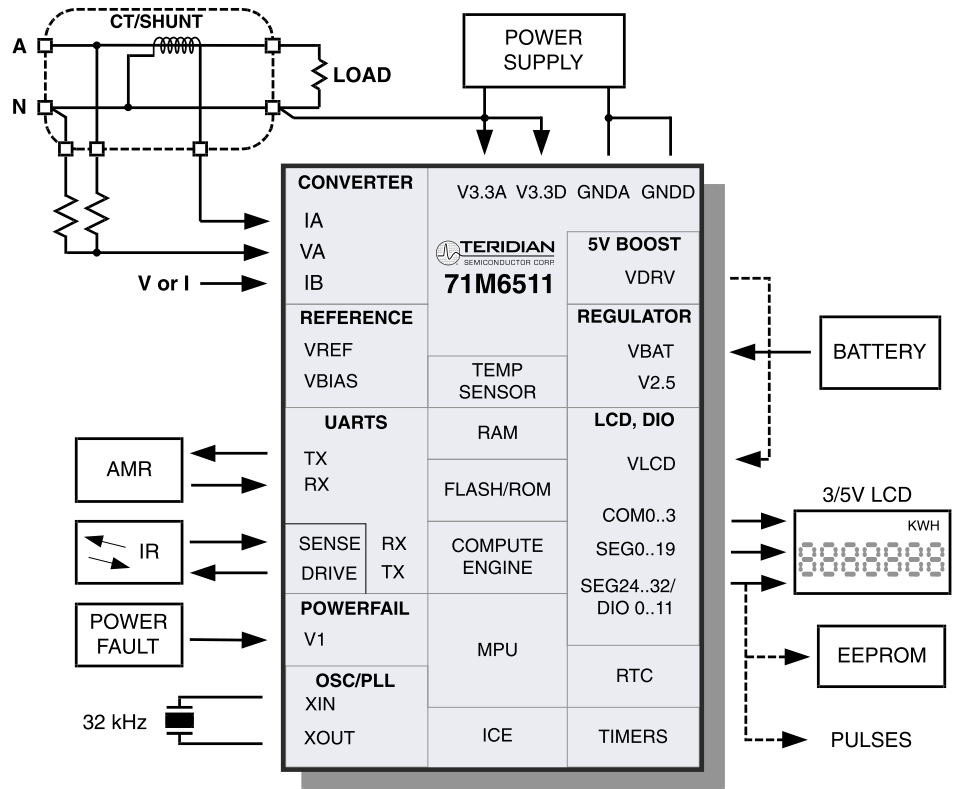 CT/SHUNT
A
N
LOAD
POWER
SUPPLY
CONVERTER
IA
VA
IB
V or I
V3.3A V3.3D GNDA GNDD
TERIDIAN
SEMICONDUCTOR CORP.
71M6511
5V BOOST
VDRV
REFERENCE
VREF
VBIAS
REGULATOR
VBAT
V2.5
BATTERY
TEMP
SENSOR
UARTS
TX
RX
AMR
RAM
FLASH/ROM
COMPUTE
ENGINE
LCD, DIO
VLCD
COM0..3
SEG0..19
SEG24..32/
DIO 0..11
3/5V LCD
KWH
IR
SENSE
DRIVE
RX
TX
POWER
FAULT
POWERFAIL
V1
MPU
RTC
EEPROM
OSC/PLL
XIN
XOUT
32 kHz
ICE
TIMERS
PULSES